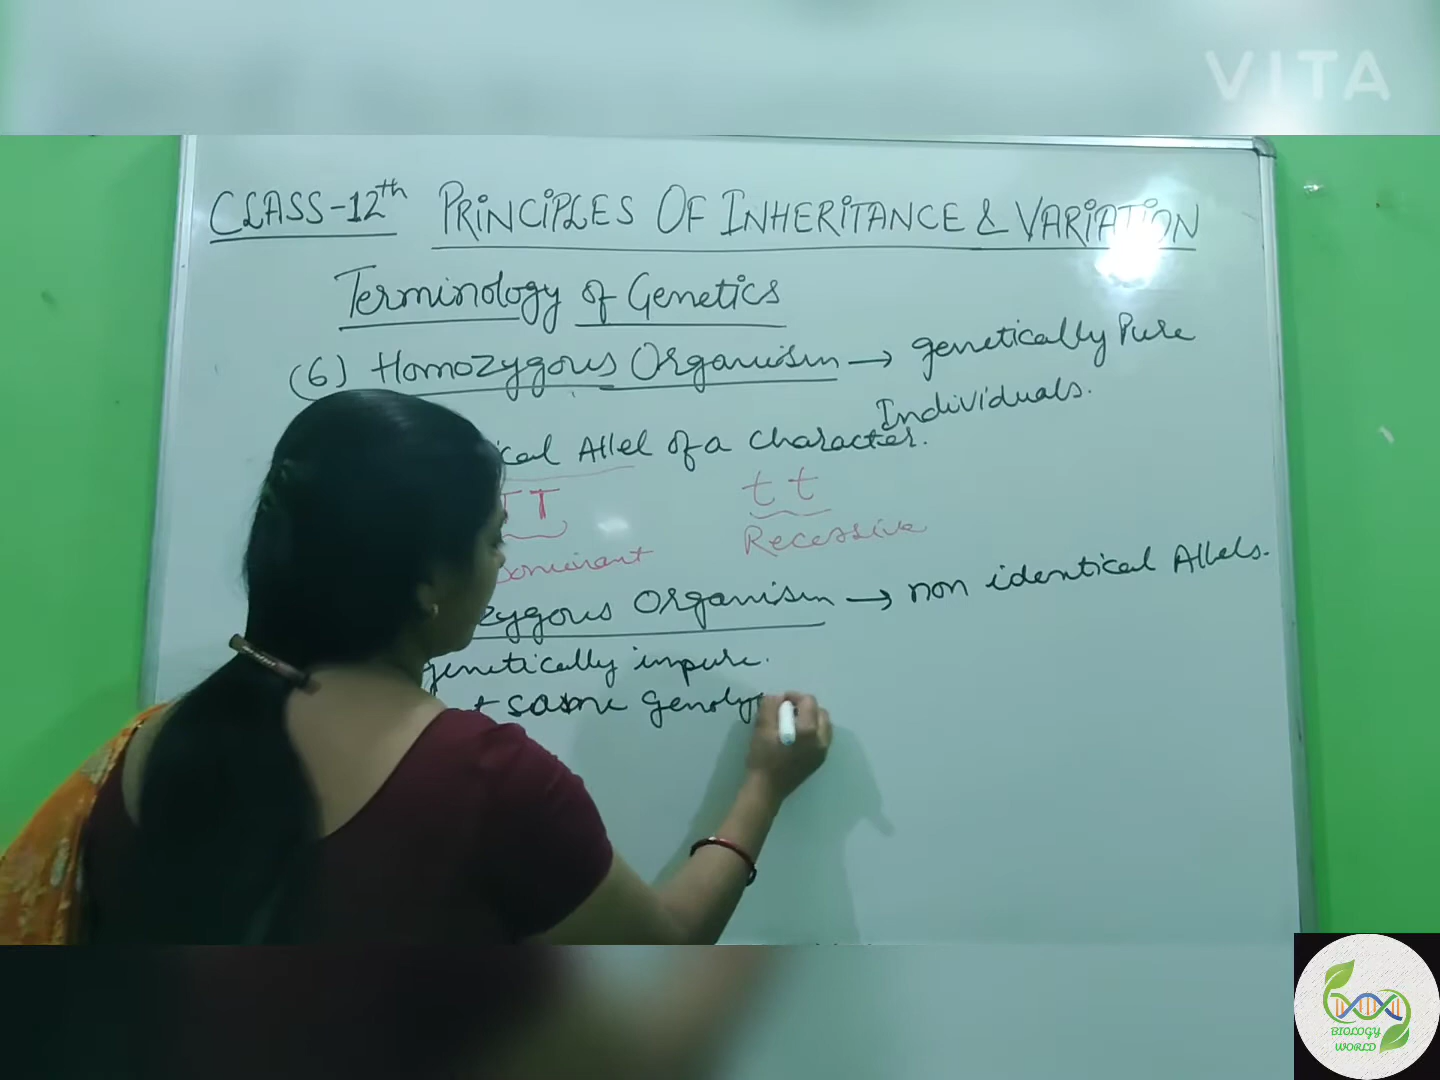 VITA
CLASS-12th PRINCIPLES OF INHERITANCE & VARIATION
Terminology of Genetics
(6) Homozygous Organism → genetically Pure
Individuals.
Allel of a character.
TT tt
Recessive
Organism → non identical Allels.
genetically impure.
same
BIOLOGY
WORLD